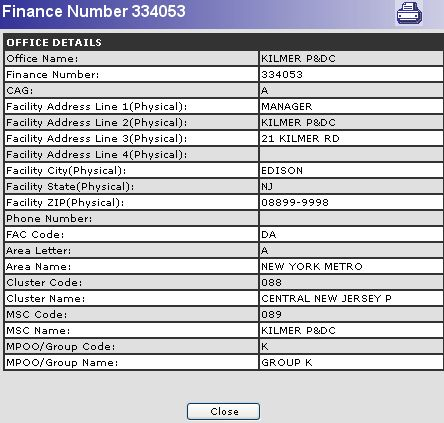 Finance Number 334053
OFFICE DETAILS
Office Name: KILMER P&DC
Finance Number: 334053
CAG: A
Facility Address Line 1(Physical): MANAGER
Facility Address Line 2(Physical): KILMER P&DC
Facility Address Line 3(Physical): 21 KILMER RD
Facility Address Line 4(Physical):
Facility City(Physical): EDISON
Facility State(Physical): NJ
Facility ZIP(Physical): 08899-9998
Phone Number:
FAC Code: DA
Area Letter: A
Area Name: NEW YORK METRO
Cluster Code: 088
Cluster Name: CENTRAL NEW JERSEY P
MSC Code: 089
MSC Name: KILMER P&DC
MPOO/Group Code: K
MPOO/Group Name: GROUP K
Close